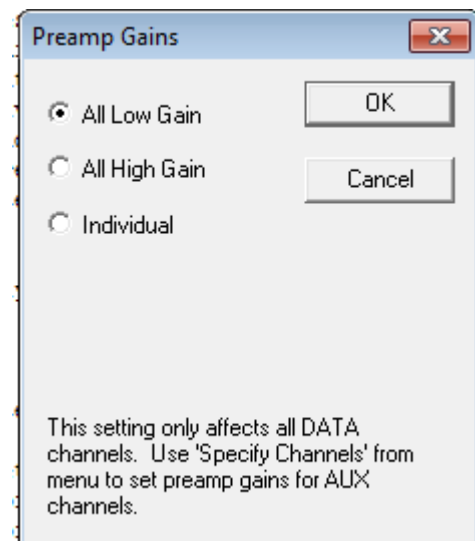 Preamp Gains
All Low Gain
OK
All High Gain
Cancel
Individual
This setting only affects all DATA
channels. Use 'Specify Channels' from
menu to set preamp gains for AUX
channels.